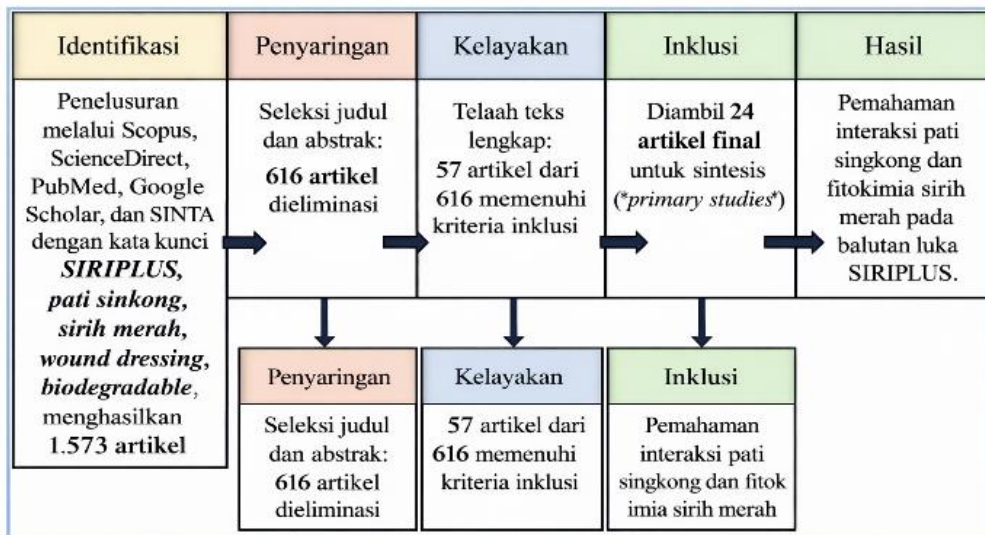 Identifikasi
Penelusuran
melalui Scopus,
ScienceDirect,
PubMed, Google
Scholar, dan SINTA
dengan kata kunci
SIRIPLUS,
pati sinkong,
sirih merah,
wound dressing,
biodegradable,
menghasilkan
1.573 artikel
Penyaringan
Seleksi judul
dan abstrak:
616 artikel
dieliminasi
Kelayakan
Telaah teks
lengkap:
57 artikel dari
616 memenuhi
kriteria inklusi
Inklusi
Diambil 24
artikel final
untuk sintesis
(*primary studies*)
Hasil
Pemahaman
interaksi pati
singkong dan
fitokimia sirih
merah pada
balutan luka
SIRIPLUS.
Penyaringan
Seleksi judul
dan abstrak:
616 artikel
dieliminasi
Kelayakan
57 artikel dari
616 memenuhi
kriteria inklusi
Inklusi
Pemahaman
interaksi pati
singkong dan fitok
imia sirih merah